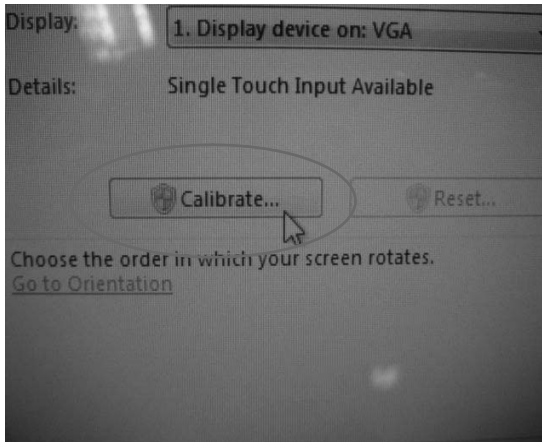 Display: 1. Display device on: VGA
Details: Single Touch Input Available
Calibrate... Reset...
Choose the order in which your screen rotates.
Go to Orientation